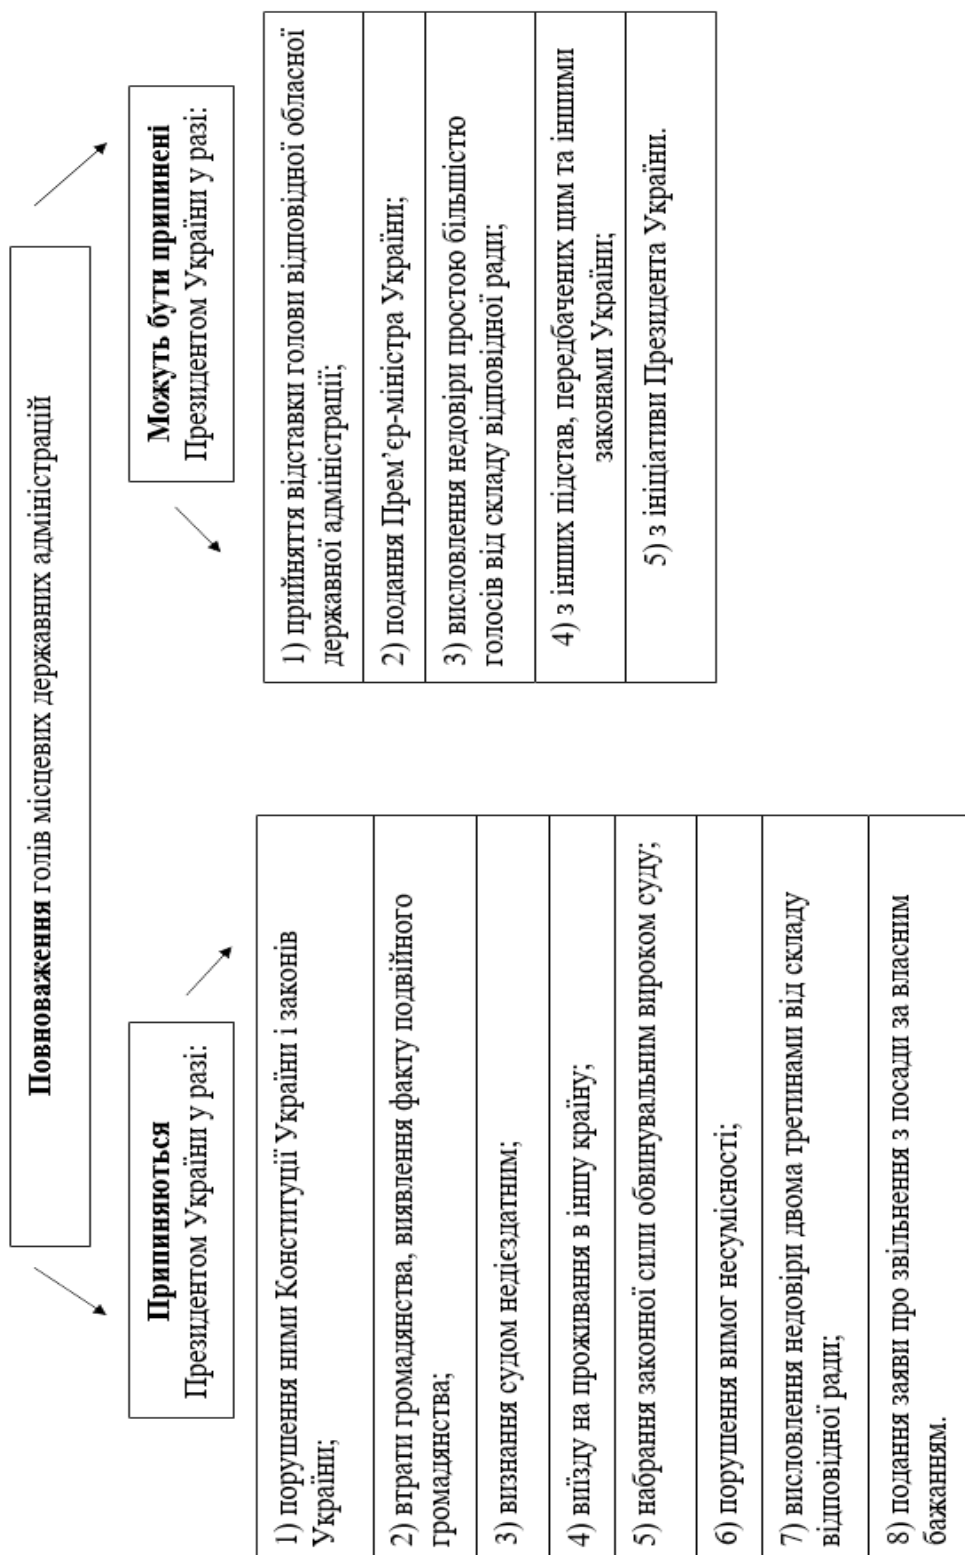 Повноваження голів місцевих державних адміністрацій
Припиняються
Президентом України у разі:
1) порушення ними Конституції України і законів
України;
2) втрати громадянства, виявлення факту подвійного
громадянства;
3) визнання судом недієздатним;
4) виїзду на проживання в іншу країну;
5) набрання законної сили обвинувальним вироком суду;
6) порушення вимог несумісності;
7) висловлення недовіри двома третинами від складу
відповідної ради;
8) подання заяви про звільнення з посади за власним
бажанням.
Можуть бути припинені
Президентом України у разі:
1) прийняття відставки голови відповідної обласної
державної адміністрації;
2) подання Прем’єр-міністра України;
3) висловлення недовіри простою більшістю
голосів від складу відповідної ради;
4) з інших підстав, передбачених цим та іншими
законами України;
5) з ініціативи Президента України.